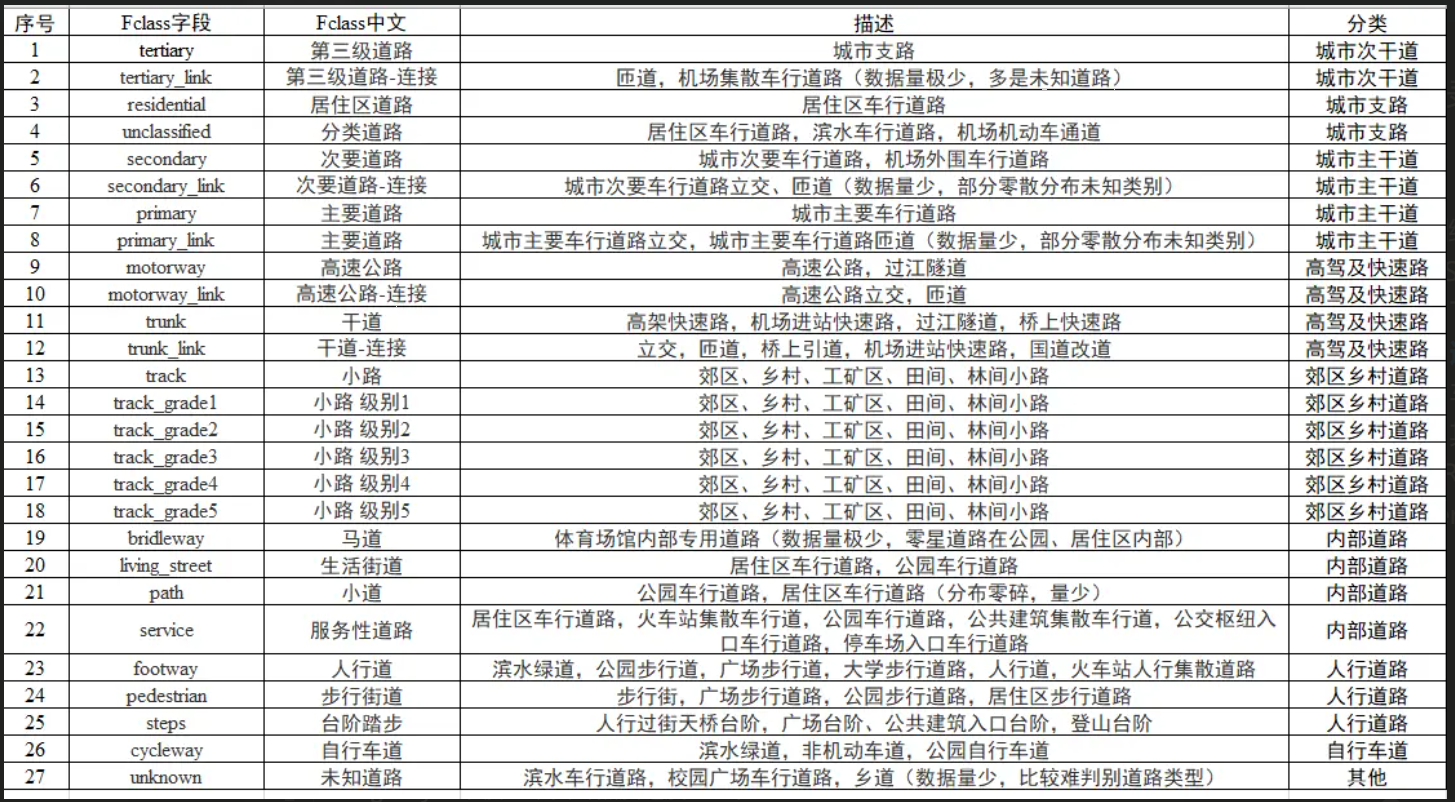 序号 Fclass字段 Fclass中文 描述 分类
1 tertiary 第三级道路 城市支路 城市次干道
2 tertiary_link 第三级道路-连接 匝道，机场集散车行道路（数据量极少，多是未知道路） 城市次干道
3 residential 居住区道路 居住区车行道路 城市支路
4 unclassified 分类道路 居住区车行道路，滨水车行道路，机场机动车通道 城市支路
5 secondary 次要道路 城市次要车行道路，机场外围车行道路 城市主干道
6 secondary_link 次要道路-连接 城市次要车行道路立交、匝道（数据量少，部分零散分布未知类别） 城市主干道
7 primary 主要道路 城市主要车行道路 城市主干道
8 primary_link 主要道路 城市主要车行道路立交，城市主要车行道路匝道（数据量少，部分零散分布未知类别） 城市主干道
9 motorway 高速公路 高速公路，过江隧道 高驾及快速路
10 motorway_link 高速公路-连接 高速公路立交，匝道 高驾及快速路
11 trunk 干道 高架快速路，机场进站快速路，过江隧道，桥上快速路 高驾及快速路
12 trunk_link 干道-连接 立交，匝道，桥上引道，机场进站快速路，国道改道 高驾及快速路
13 track 小路 郊区、乡村、工矿区、田间、林间小路 郊区乡村道路
14 track_grade1 小路 级别1 郊区、乡村、工矿区、田间、林间小路 郊区乡村道路
15 track_grade2 小路 级别2 郊区、乡村、工矿区、田间、林间小路 郊区乡村道路
16 track_grade3 小路 级别3 郊区、乡村、工矿区、田间、林间小路 郊区乡村道路
17 track_grade4 小路 级别4 郊区、乡村、工矿区、田间、林间小路 郊区乡村道路
18 track_grade5 小路 级别5 郊区、乡村、工矿区、田间、林间小路 郊区乡村道路
19 bridleway 马道 体育场馆内部专用道路（数据量极少，零星道路在公园、居住区内部） 内部道路
20 living_street 生活街道 居住区车行道路，公园车行道路 内部道路
21 path 小道 公园车行道路，居住区车行道路（分布零碎，量少） 内部道路
22 service 服务性道路 居住区车行道路，火车站集散车行道，公园车行道路，公共建筑集散车行道，公交枢纽入
口车行道路，停车场入口车行道路 内部道路
23 footway 人行道 滨水绿道，公园步行道，广场步行道，大学步行道路，人行道，火车站人行集散道路 人行道路
24 pedestrian 步行街道 步行街，广场步行道路，公园步行道路，居住区步行道路 人行道路
25 steps 台阶踏步 人行过街天桥台阶，广场台阶、公共建筑入口台阶，登山台阶 人行道路
26 cycleway 自行车道 滨水绿道，非机动车道，公园自行车道 自行车道
27 unknown 未知道路 滨水车行道路，校园广场车行道路，乡道（数据量少，比较难判别道路类型） 其他